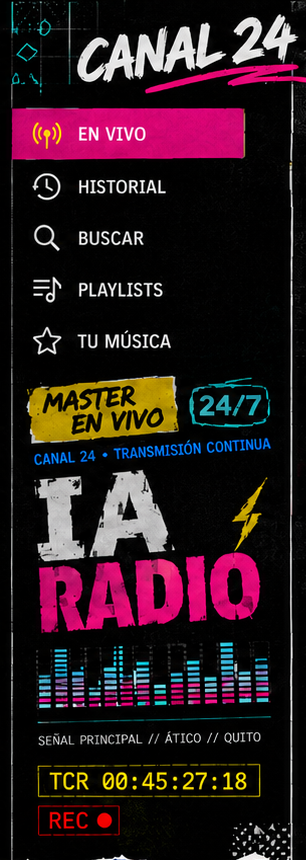 CANAL 24
EN VIVO
HISTORIAL
BUSCAR
PLAYLISTS
TU MÚSICA
MASTER
EN VIVO
24/7
CANAL 24 • TRANSMISIÓN CONTINUA
IA
RADIO
SEÑAL PRINCIPAL // ÁTICO // QUITO
TCR 00:45:27:18
REC